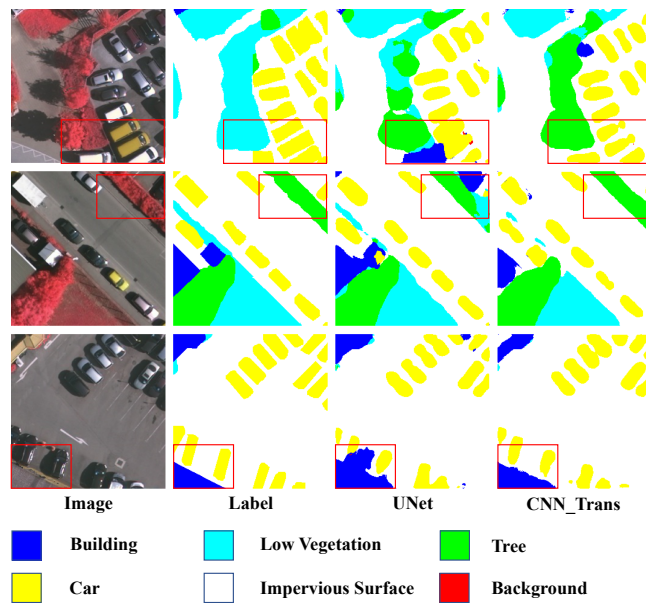 Image Label UNet CNN_Trans
Building Low Vegetation Tree
Car Impervious Surface Background